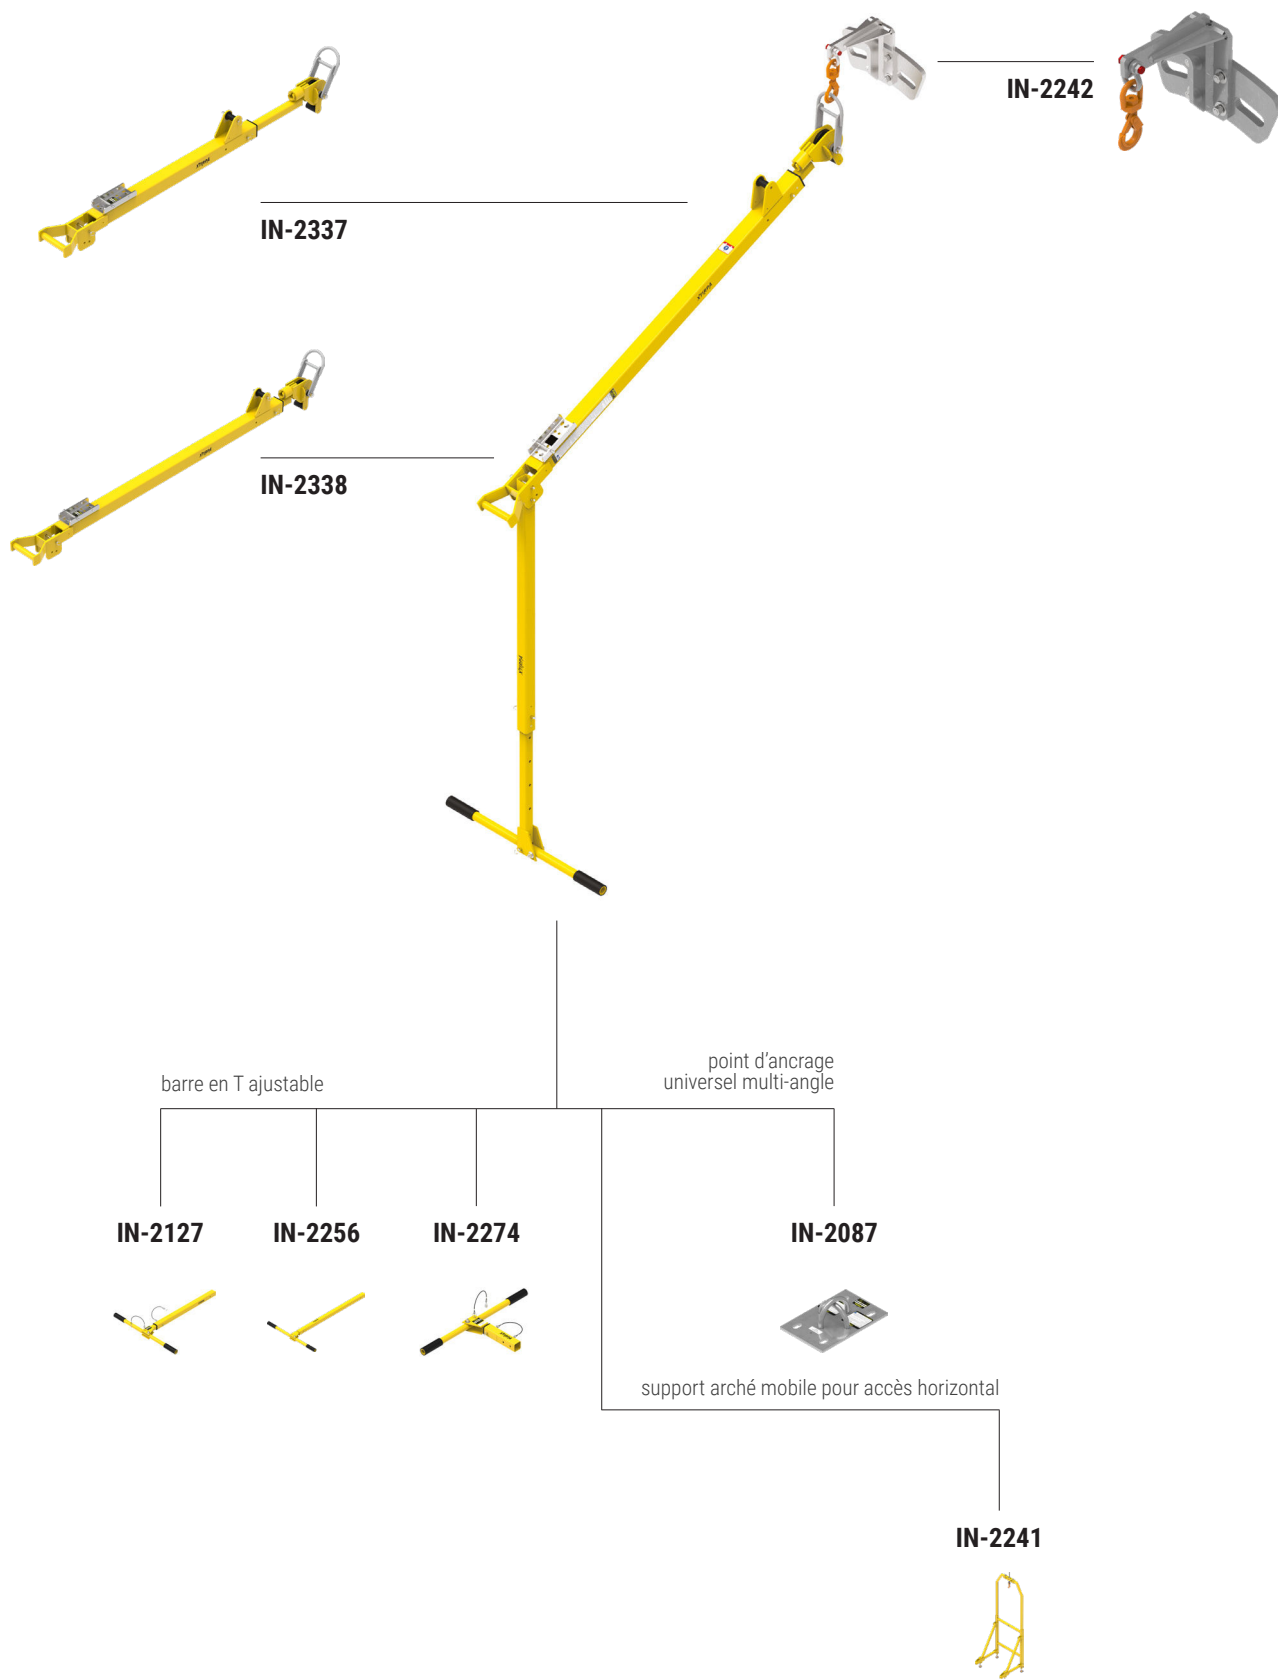 IN-2242
IN-2337
IN-2338
barre en T ajustable
point d'ancrage
universel multi-angle
IN-2127
IN-2256
IN-2274
IN-2087
support arché mobile pour accès horizontal
IN-2241